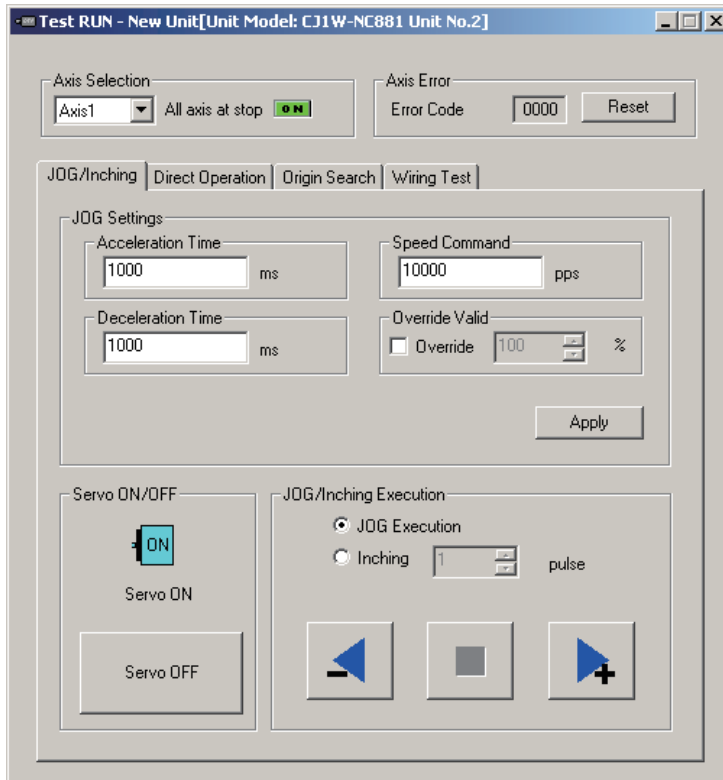 Test RUN - New Unit[Unit Model: CJ1W-NC881 Unit No.2]
Axis Selection
Axis1 All axis at stop ON
Axis Error
Error Code 0000 Reset
JOG/Inching Direct Operation Origin Search Wiring Test
JOG Settings
Acceleration Time
1000 ms
Speed Command
10000 pps
Deceleration Time
1000 ms
Override Valid
Override 100 %
Apply
Servo ON/OFF
ON
Servo ON
Servo OFF
JOG/Inching Execution
JOG Execution
Inching 1 pulse
-
+